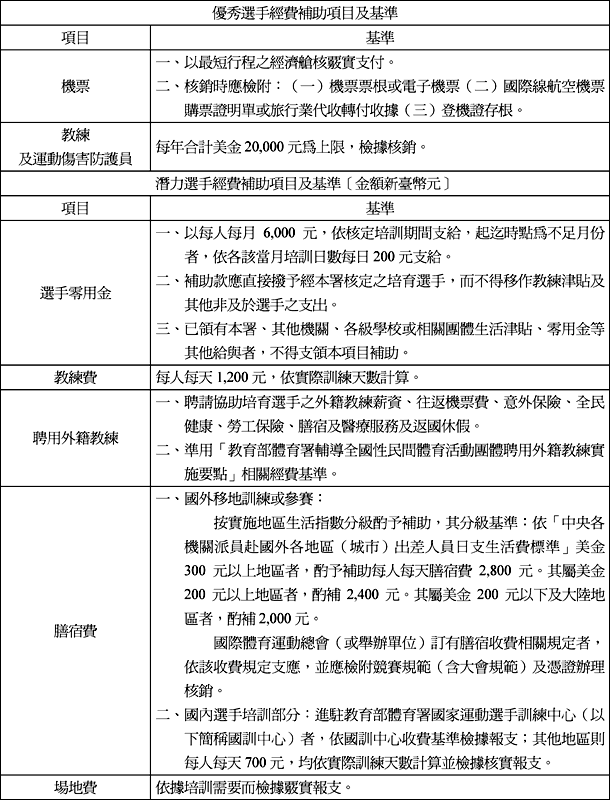 優秀選手經費補助項目及基準
項目
基準
機票
一、以最短行程之經濟艙核覈實支付。
二、核銷時應檢附：（一）機票票根或電子機票（二）國際線航空機票
購票證明單或旅行業代收轉付收據（三）登機證存根。
教練
及運動傷害防護員
每年合計美金 20,000 元為上限，檢據核銷。
潛力選手經費補助項目及基準〔金額新臺幣元〕
項目
基準
選手零用金
一、以每人每月 6,000 元，依核定培訓期間支給，起迄時點為不足月份
者，依各該當月培訓日數每日 200 元支給。
二、補助款應直接撥予經本署核定之培育選手，而不得移作教練津貼及
其他非及於選手之支出。
三、已領有本署、其他機關、各級學校或相關團體生活津貼、零用金等
其他給與者，不得支領本項目補助。
教練費
每人每天 1,200 元，依實際訓練天數計算。
聘用外籍教練
一、聘請協助培育選手之外籍教練薪資、往返機票費、意外保險、全民
健康、勞工保險、膳宿及醫療服務及返國休假。
二、準用「教育部體育署輔導全國性民間體育活動團體聘用外籍教練實
施要點」相關經費基準。
膳宿費
一、國外移地訓練或參賽：
按實施地區生活指數分級酌予補助，其分級基準：依「中央各
機關派員赴國外各地區（城市）出差人員日支生活費標準」美金
300 元以上地區者，酌予補助每人每天膳宿費 2,800 元。其屬美金
200 元以上地區者，酌補 2,400 元。其屬美金 200 元以下及大陸地
區者，酌補 2,000 元。
國際體育運動總會（或舉辦單位）訂有膳宿收費相關規定者，
依該收費規定支應，並應檢附競賽規範（含大會規範）及憑證辦理
核銷。
二、國內選手培訓部分：進駐教育部體育署國家運動選手訓練中心（以
下簡稱國訓中心）者，依國訓中心收費基準檢據報支；其他地區則
每人每天 700 元，均依實際訓練天數計算並檢據核實報支。
場地費
依據培訓需要而檢據覈實報支。